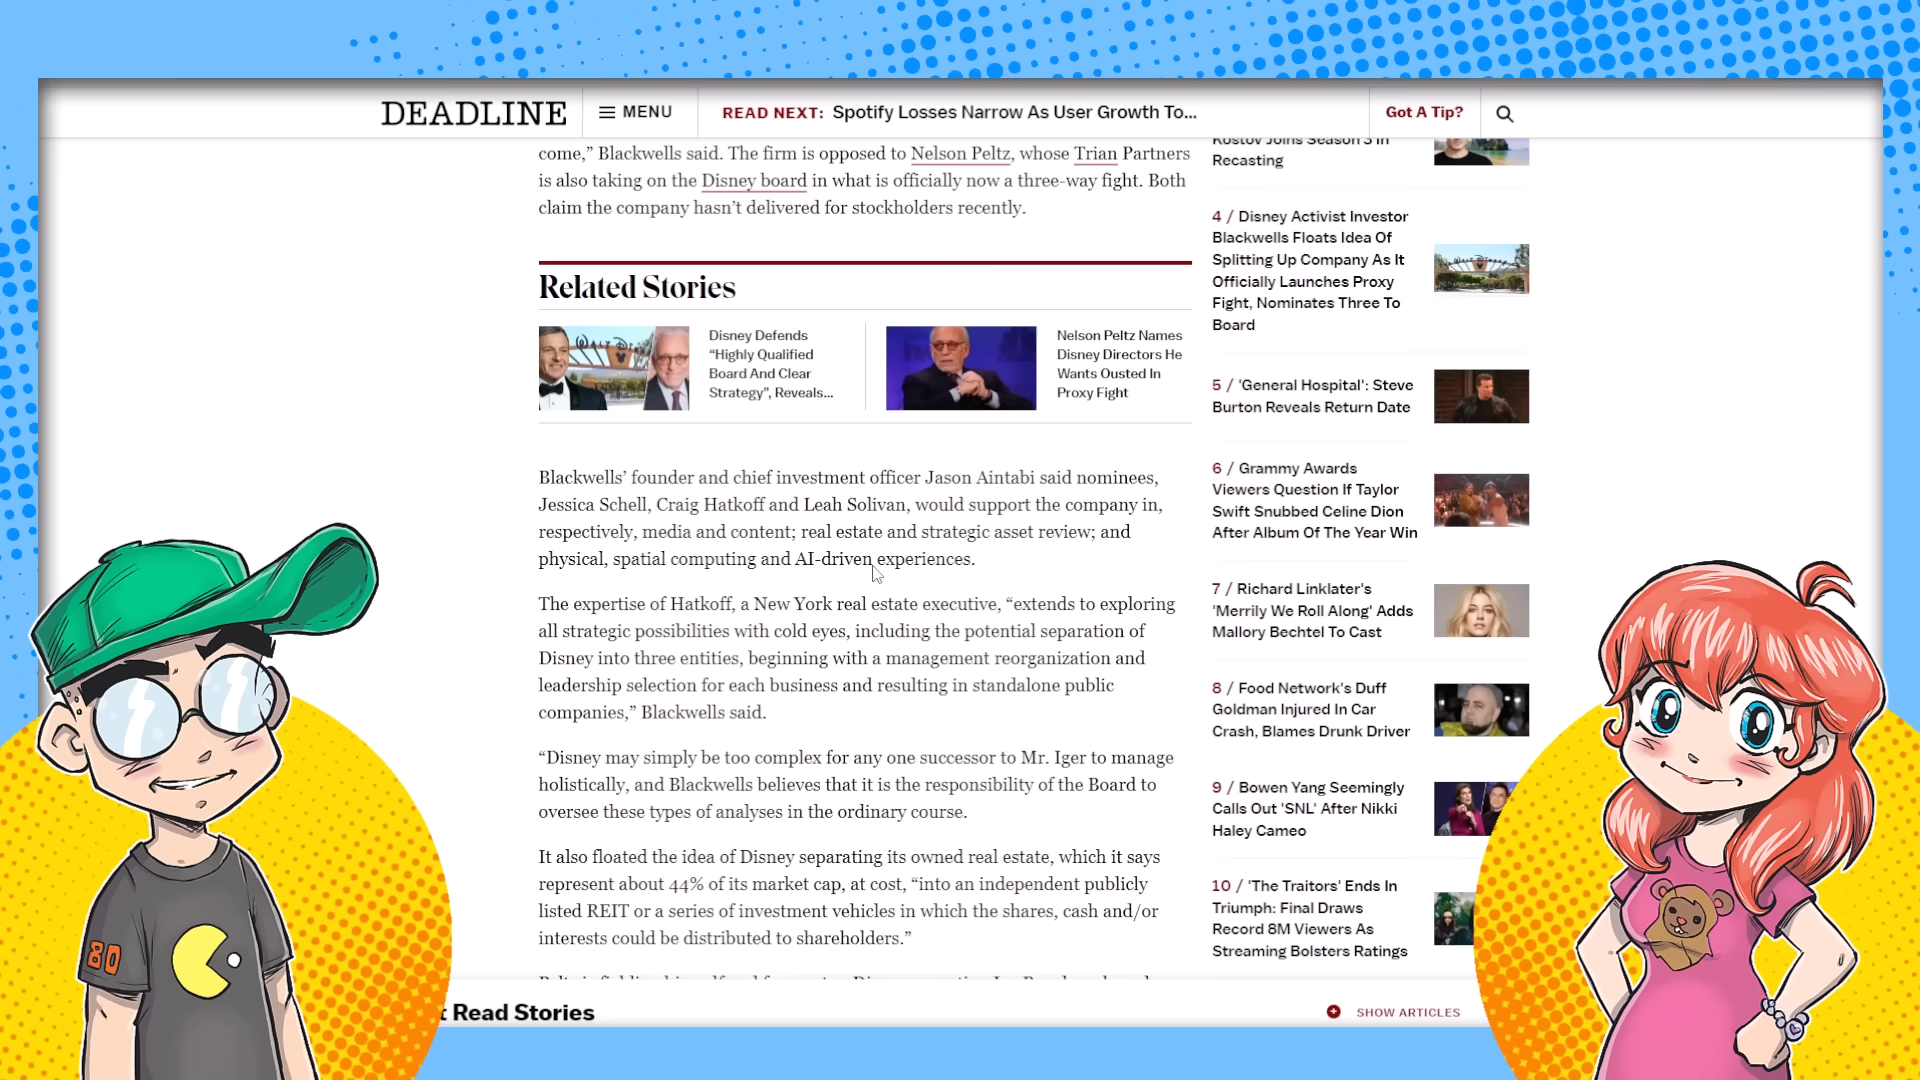 DEADLINE
MENU
READ NEXT: Spotify Losses Narrow As User Growth To...
Got A Tip?
come,” Blackwells said. The firm is opposed to Nelson Peltz, whose Trian Partners
is also taking on the Disney board in what is officially now a three-way fight. Both
claim the company hasn’t delivered for stockholders recently.
Related Stories
Disney Defends
“Highly Qualified
Board And Clear
Strategy”, Reveals...
Nelson Peltz Names
Disney Directors He
Wants Ousted In
Proxy Fight
Blackwells’ founder and chief investment officer Jason Aintabi said nominees,
Jessica Schell, Craig Hatkoff and Leah Solivan, would support the company in,
respectively, media and content; real estate and strategic asset review; and
physical, spatial computing and AI-driven experiences.
The expertise of Hatkoff, a New York real estate executive, “extends to exploring
all strategic possibilities with cold eyes, including the potential separation of
Disney into three entities, beginning with a management reorganization and
leadership selection for each business and resulting in standalone public
companies,” Blackwells said.
“Disney may simply be too complex for any one successor to Mr. Iger to manage
holistically, and Blackwells believes that it is the responsibility of the Board to
oversee these types of analyses in the ordinary course.
It also floated the idea of Disney separating its owned real estate, which it says
represent about 44% of its market cap, at cost, “into an independent publicly
listed REIT or a series of investment vehicles in which the shares, cash and/or
interests could be distributed to shareholders.”
Kostov Joins Season 3 In
Recasting
4 / Disney Activist Investor
Blackwells Floats Idea Of
Splitting Up Company As It
Officially Launches Proxy
Fight, Nominates Three To
Board
5 / 'General Hospital': Steve
Burton Reveals Return Date
6 / Grammy Awards
Viewers Question If Taylor
Swift Snubbed Celine Dion
After Album Of The Year Win
7 / Richard Linklater's
'Merrily We Roll Along' Adds
Mallory Bechtel To Cast
8 / Food Network's Duff
Goldman Injured In Car
Crash, Blames Drunk Driver
9 / Bowen Yang Seemingly
Calls Out 'SNL' After Nikki
Haley Cameo
10 / 'The Traitors' Ends In
Triumph: Final Draws
Record 8M Viewers As
Streaming Bolsters Ratings
t Read Stories
SHOW ARTICLES
80